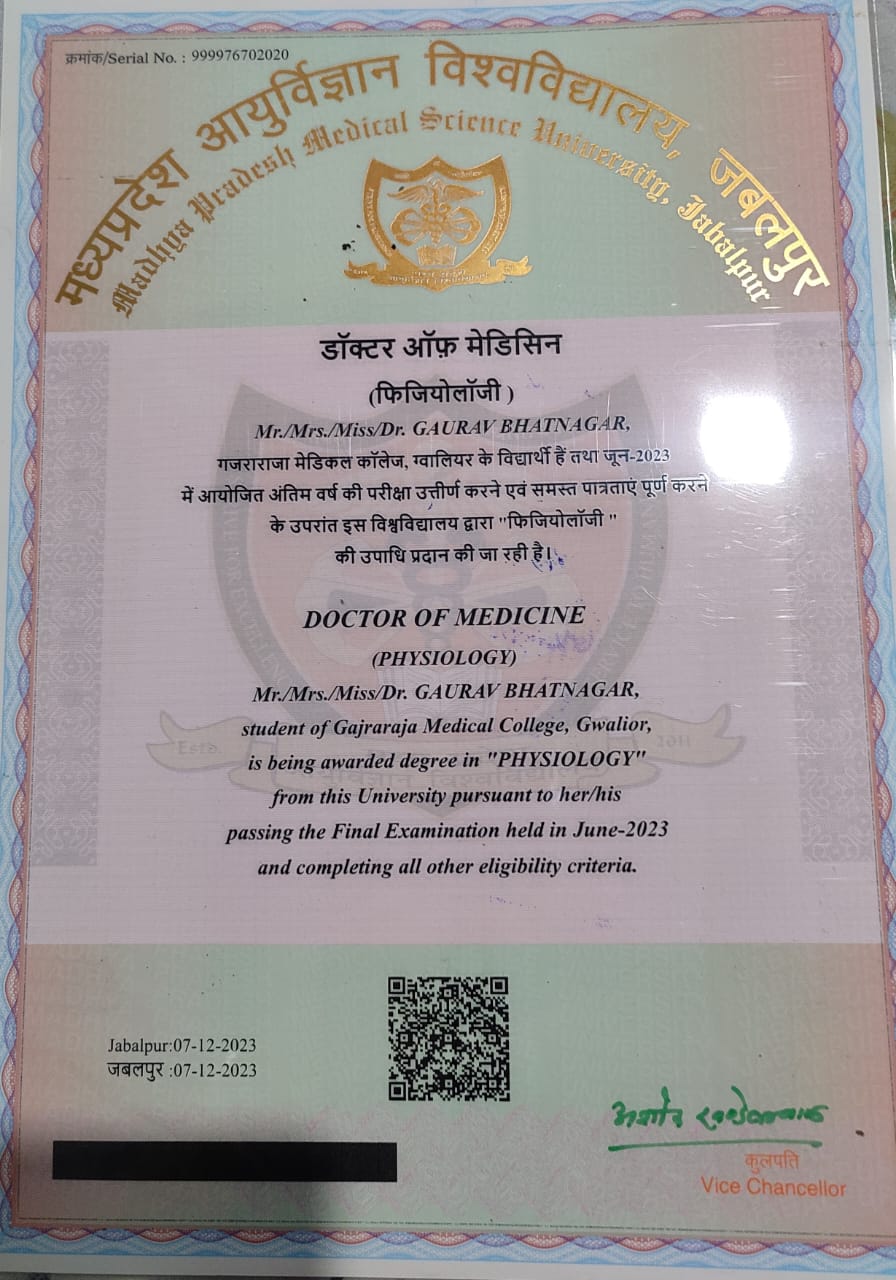 क्रमांक/Serial No. : 999976702020
मध्यप्रदेश आयुर्विज्ञान विश्वविद्यालय, जबलपुर
Madhya Pradesh Medical Science University, Jabalpur
डॉक्टर ऑफ़ मेडिसिन
(फिजियोलॉजी )
Mr./Mrs./Miss/Dr. GAURAV BHATNAGAR,
गजराराजा मेडिकल कॉलेज, ग्वालियर के विद्यार्थी हैं तथा जून-2023
में आयोजित अंतिम वर्ष की परीक्षा उत्तीर्ण करने एवं समस्त पात्रताएं पूर्ण करने
के उपरांत इस विश्वविद्यालय द्वारा "फिजियोलॉजी "
की उपाधि प्रदान की जा रही है।
DOCTOR OF MEDICINE
(PHYSIOLOGY)
Mr./Mrs./Miss/Dr. GAURAV BHATNAGAR,
student of Gajraraja Medical College, Gwalior,
Estd. 2011
is being awarded degree in "PHYSIOLOGY"
from this University pursuant to her/his
passing the Final Examination held in June-2023
and completing all other eligibility criteria.
Jabalpur:07-12-2023
जबलपुर :07-12-2023
कुलपति
Vice Chancellor